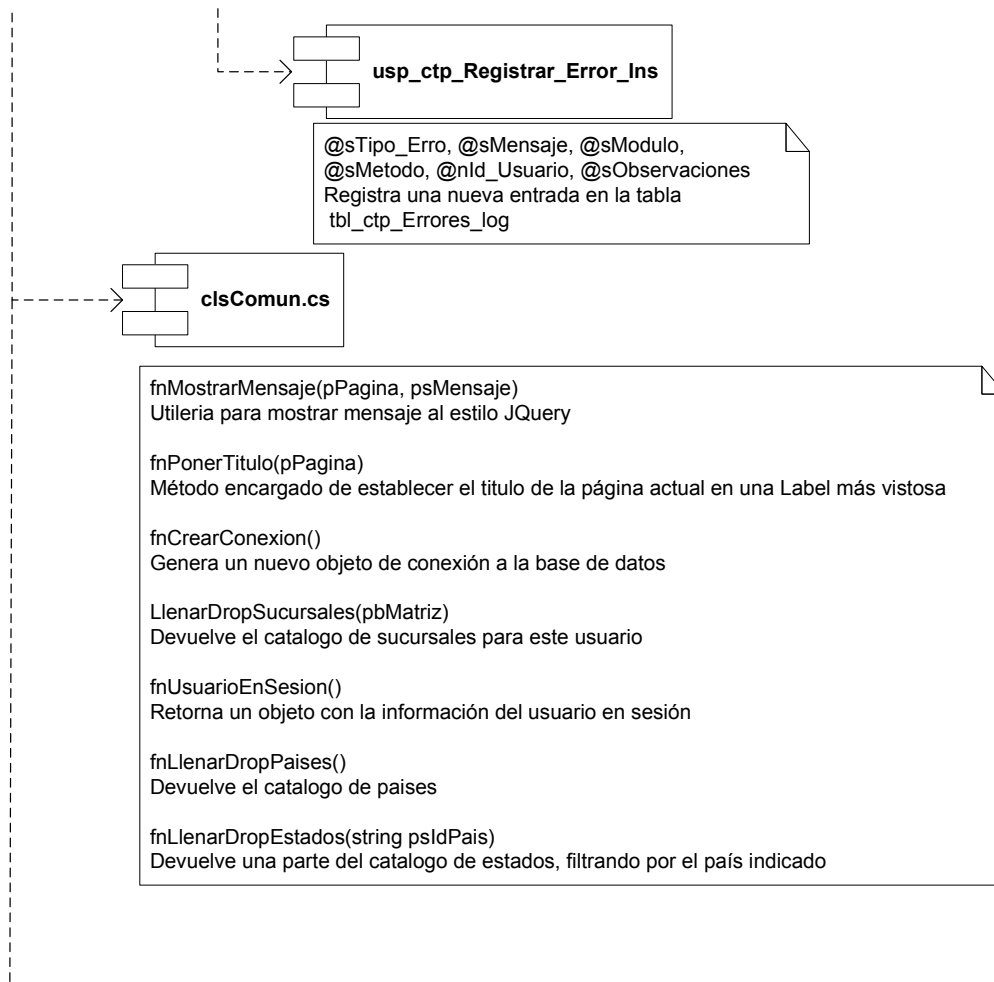 usp_ctp_Registrar_Error_Ins
@sTipo_Erro, @sMensaje, @sModulo,
@sMetodo, @nId_Usuario, @sObservaciones
Registra una nueva entrada en la tabla
tbl_ctp_Errores_log
clsComun.cs
fnMostrarMensaje(pPagina, psMensaje)
Utileria para mostrar mensaje al estilo JQuery
fnPonerTitulo(pPagina)
Método encargado de establecer el titulo de la página actual en una Label más vistosa
fnCrearConexion()
Genera un nuevo objeto de conexión a la base de datos
LlenarDropSucursales(pbMatriz)
Devuelve el catalogo de sucursales para este usuario
fnUsuarioEnSesion()
Retorna un objeto con la información del usuario en sesión
fnLlenarDropPaises()
Devuelve el catalogo de paises
fnLlenarDropEstados(string psIdPais)
Devuelve una parte del catalogo de estados, filtrando por el país indicado